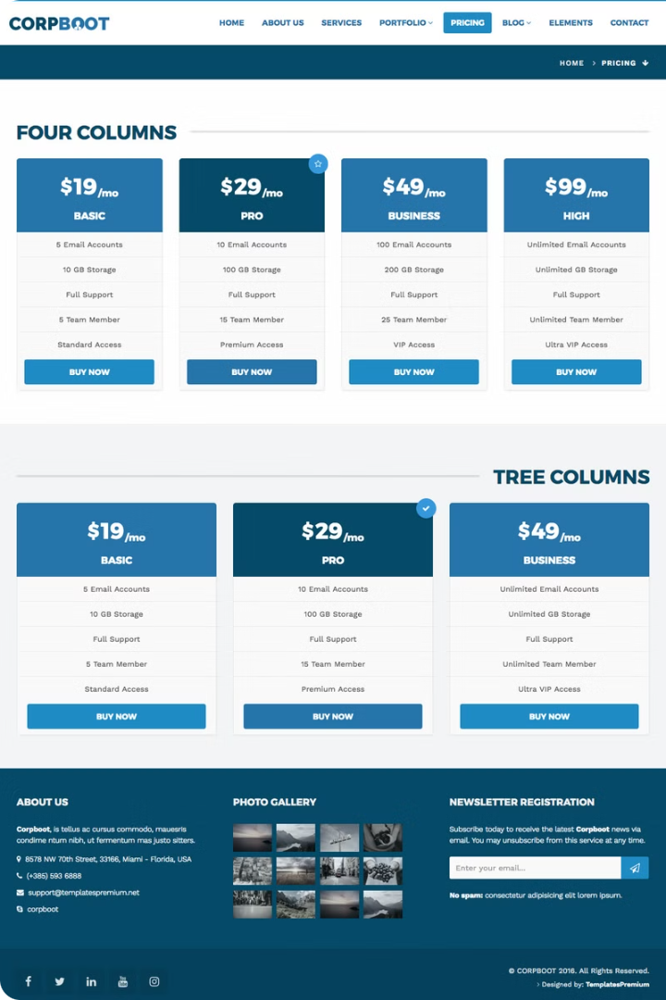 CORPBOOT
HOME ABOUT US SERVICES PORTFOLIO PRICING BLOG ELEMENTS CONTACT
HOME > PRICING
FOUR COLUMNS
$19/mo
BASIC
5 Email Accounts
10 GB Storage
Full Support
5 Team Member
Standard Access
BUY NOW
$29/mo
PRO
10 Email Accounts
100 GB Storage
Full Support
15 Team Member
Premium Access
BUY NOW
$49/mo
BUSINESS
100 Email Accounts
200 GB Storage
Full Support
25 Team Member
VIP Access
BUY NOW
$99/mo
HIGH
Unlimited Email Accounts
Unlimited GB Storage
Full Support
Unlimited Team Member
Ultra VIP Access
BUY NOW
TREE COLUMNS
$19/mo
BASIC
5 Email Accounts
10 GB Storage
Full Support
5 Team Member
Standard Access
BUY NOW
$29/mo
PRO
10 Email Accounts
100 GB Storage
Full Support
15 Team Member
Premium Access
BUY NOW
$49/mo
BUSINESS
Unlimited Email Accounts
Unlimited GB Storage
Full Support
Unlimited Team Member
Ultra VIP Access
BUY NOW
ABOUT US
Corpboot, is tellus ac cursus commodo, mauesris
condime ntum nibh, ut fermentum mas justo sitters.
8578 NW 70th Street, 33166, Miami - Florida, USA
(+385) 593 6888
support@templatespremium.net
corpboot
PHOTO GALLERY
NEWSLETTER REGISTRATION
Subscribe today to receive the latest Corpboot news via
email. You may unsubscribe from this service at any time.
Enter your email...
No spam: consectetur adipisicing elit lorem ipsum.
© CORPBOOT 2016. All Rights Reserved.
> Designed by: TemplatesPremium